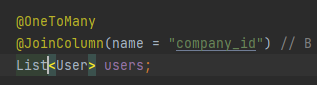 @OneToMany
@JoinColumn(name = "company_id") // B
List<User> users;